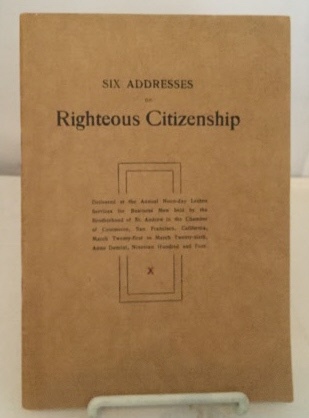 SIX ADDRESSES
ON
Righteous Citizenship
Delivered at the Annual Noon-day Lenten
Services for Business Men held by the
Brotherhood of St. Andrew in the Chamber
of Commerce, San Francisco, California,
March Twenty-first to March Twenty-sixth,
Anno Domini, Nineteen Hundred and Four.
X